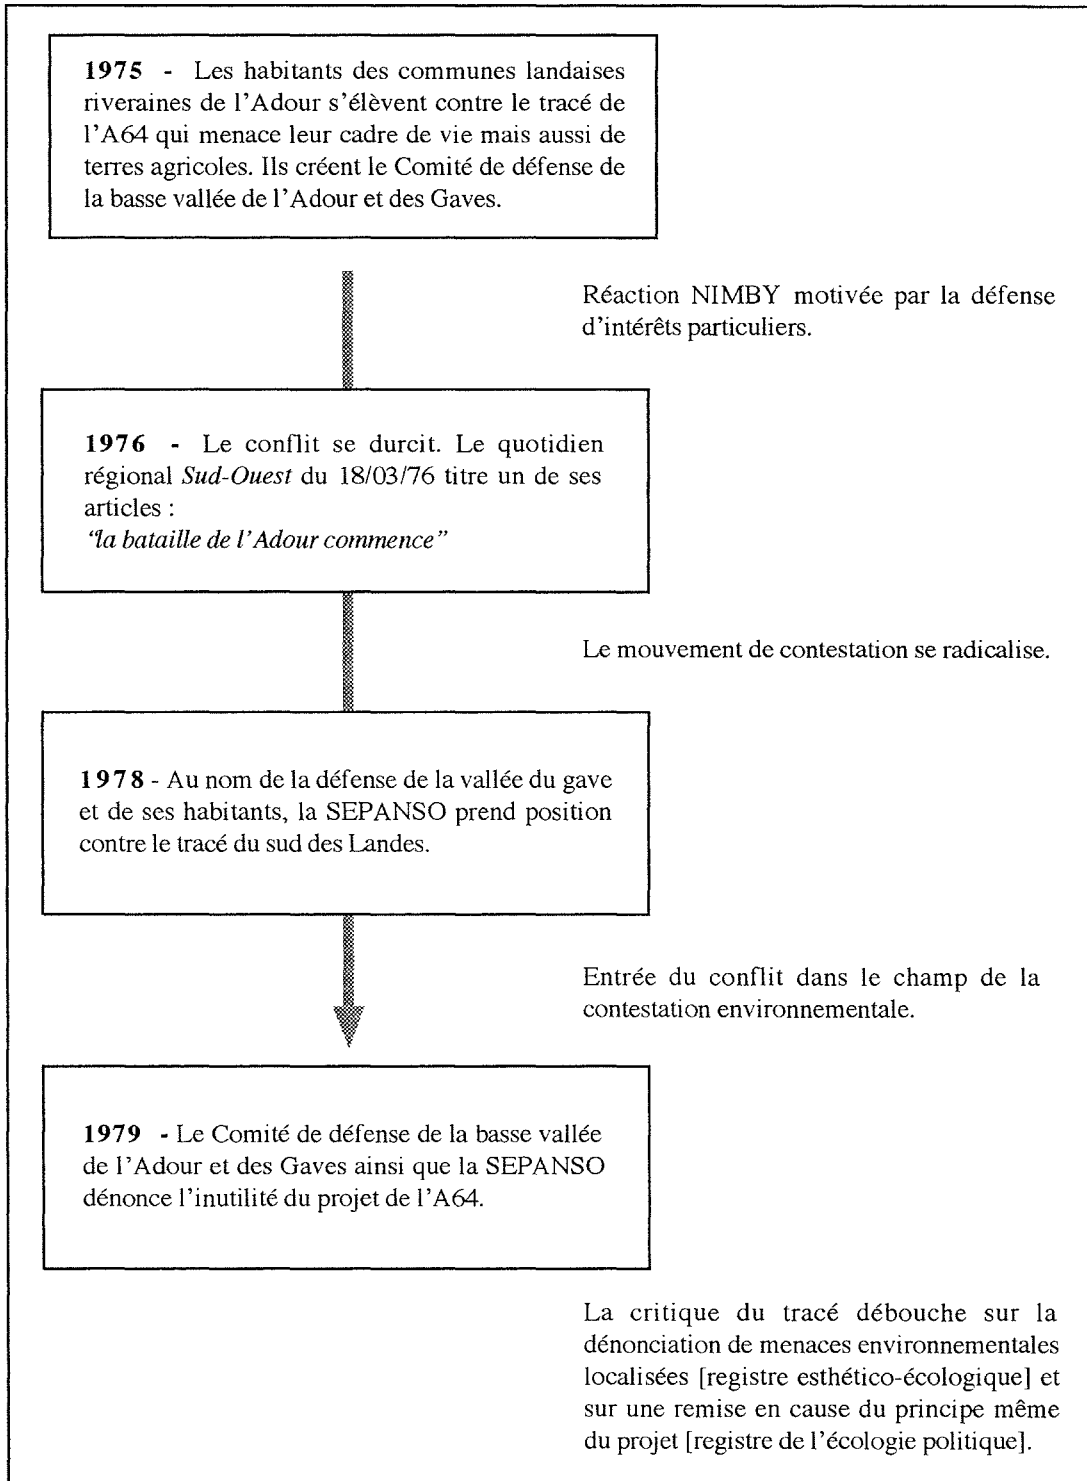 1975 - Les habitants des communes landaises
riveraines de l'Adour s'élèvent contre le tracé de
l'A64 qui menace leur cadre de vie mais aussi de
terres agricoles. Ils créent le Comité de défense de
la basse vallée de l'Adour et des Gaves.
Réaction NIMBY motivée par la défense
d'intérêts particuliers.
1976 - Le conflit se durcit. Le quotidien
régional Sud-Ouest du 18/03/76 titre un de ses
articles :
"la bataille de l'Adour commence"
Le mouvement de contestation se radicalise.
1978 - Au nom de la défense de la vallée du gave
et de ses habitants, la SEPANSO prend position
contre le tracé du sud des Landes.
Entrée du conflit dans le champ de la
contestation environnementale.
1979 - Le Comité de défense de la basse vallée
de l'Adour et des Gaves ainsi que la SEPANSO
dénonce l'inutilité du projet de l'A64.
La critique du tracé débouche sur la
dénonciation de menaces environnementales
localisées [registre esthético-écologique] et
sur une remise en cause du principe même
du projet [registre de l'écologie politique].